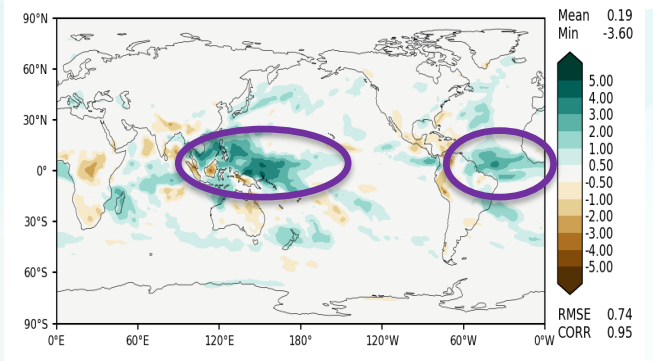 Mean 0.19
Min -3.60
90°N
60°N
30°N
0°
30°S
60°S
90°S
0°E
60°E
120°E
180°
120°W
60°W
0°W
5.00
4.00
3.00
2.00
1.00
0.50
-0.50
-1.00
-2.00
-3.00
-4.00
-5.00
RMSE 0.74
CORR 0.95